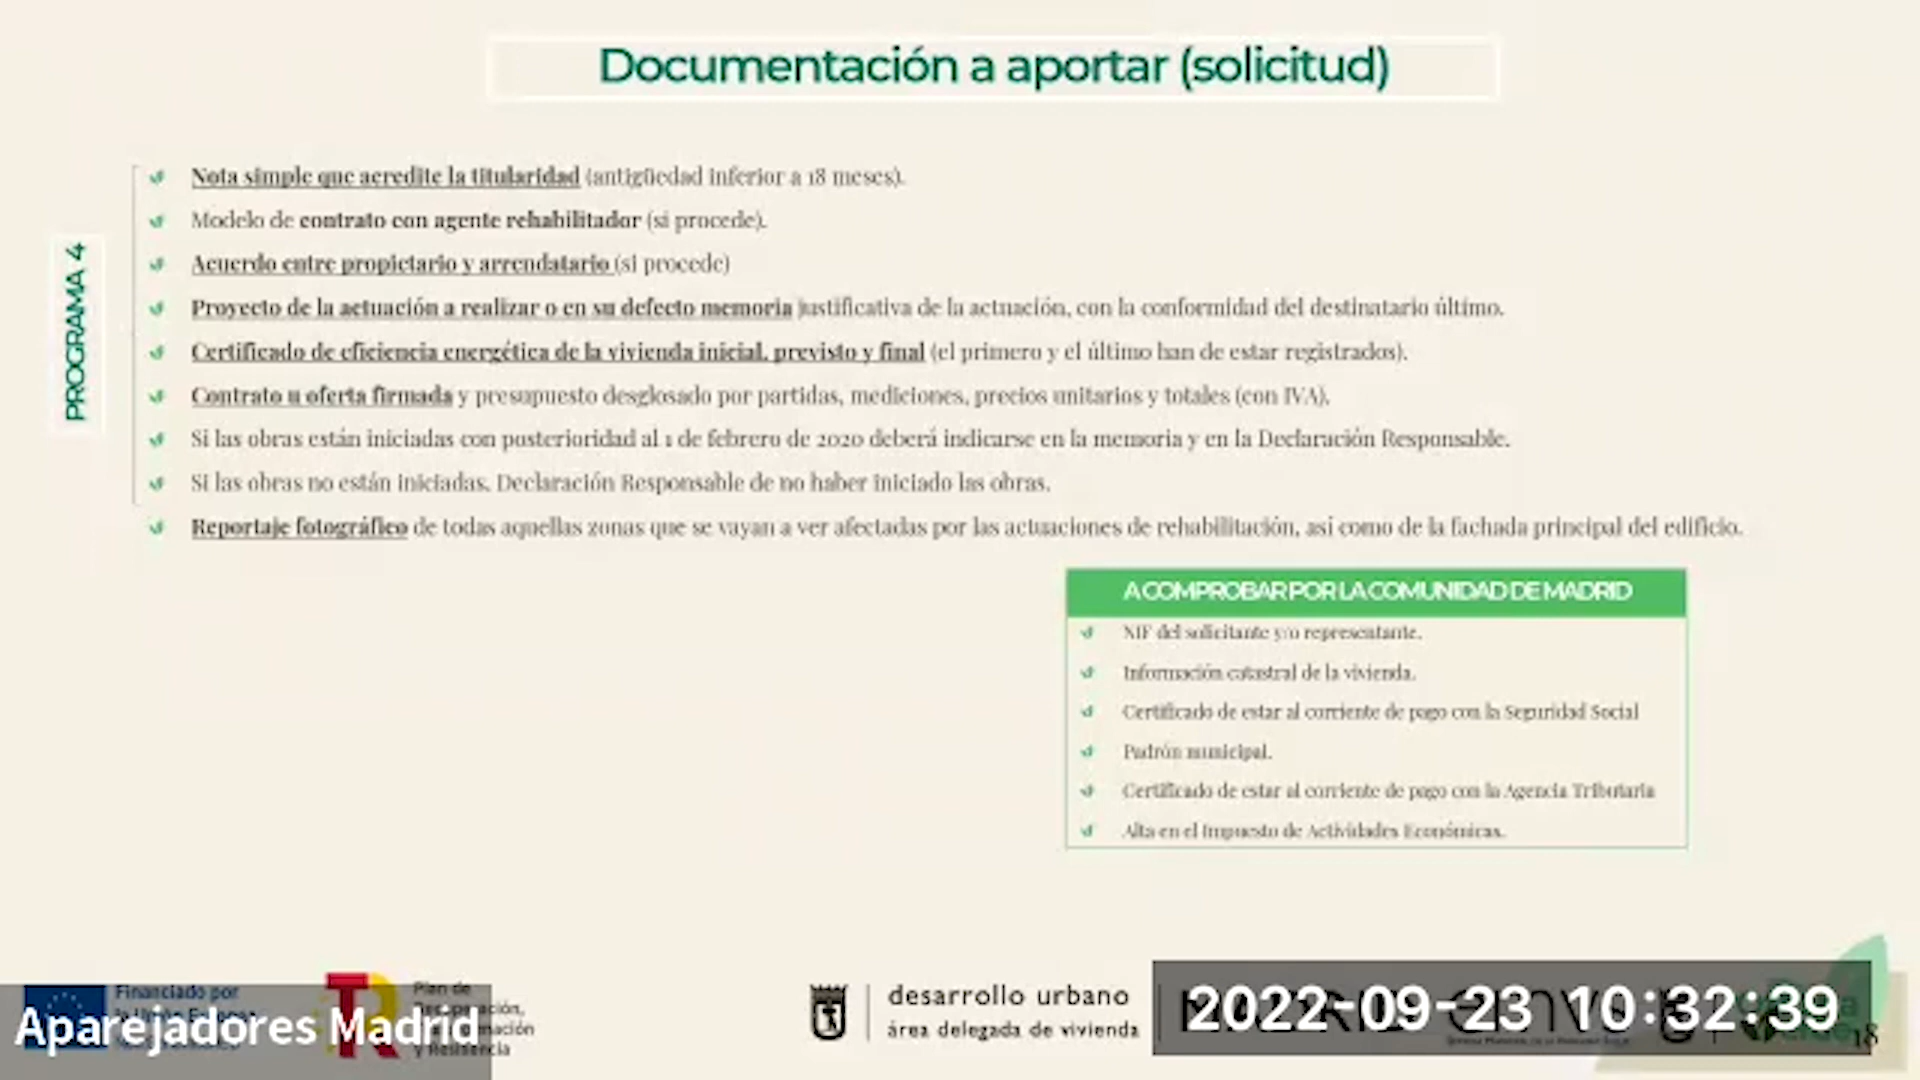 Documentación a aportar (solicitud)
PROGRAMA 4
Nota simple que acredite la titularidad (antigüedad inferior a 18 meses).
Modelo de contrato con agente rehabilitador (si procede).
Acuerdo entre propietario y arrendatario (si procede)
Proyecto de la actuación a realizar o en su defecto memoria justificativa de la actuación, con la conformidad del destinatario último.
Certificado de eficiencia energética de la vivienda inicial, previsto y final (el primero y el último han de estar registrados).
Contrato u oferta firmada y presupuesto desglosado por partidas, mediciones, precios unitarios y totales (con IVA).
Si las obras están iniciadas con posterioridad al 1 de febrero de 2020 deberá indicarse en la memoria y en la Declaración Responsable.
Si las obras no están iniciadas, Declaración Responsable de no haber iniciado las obras.
Reportaje fotográfico de todas aquellas zonas que se vayan a ver afectadas por las actuaciones de rehabilitación, así como de la fachada principal del edificio.
A COMPROBAR POR LA COMUNIDAD DE MADRID
NIF del solicitante y/o representante.
Información catastral de la vivienda.
Certificado de estar al corriente de pago con la Seguridad Social
Padrón municipal.
Certificado de estar al corriente de pago con la Agencia Tributaria
Alta en el Impuesto de Actividades Económicas.
Financiado por
Plan de
y Resiliencia
Aparejadores Madrid
desarrollo urbano
área delegada de vivienda
2022-09-23 10:32:39
18